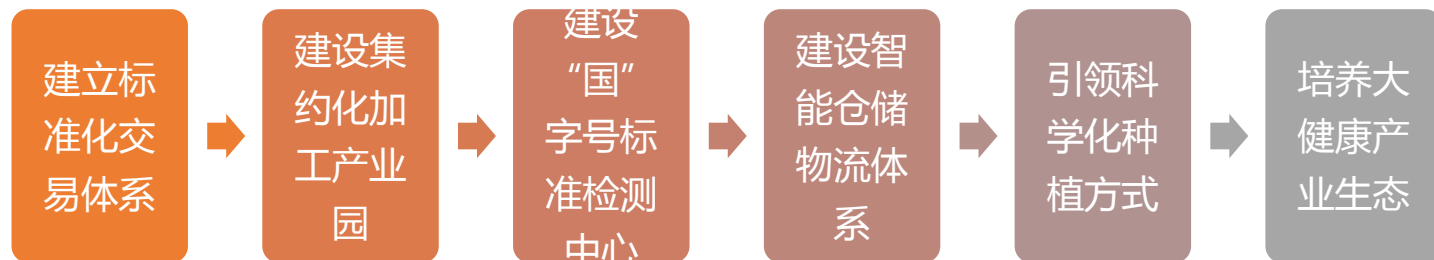 建立标
准化交
易体系
建设集
约化加
工产业
园
建设
“国”
字号标
准检测
中心
建设智
能仓储
物流体
系
引领科
学化种
植方式
培养大
健康产
业生态